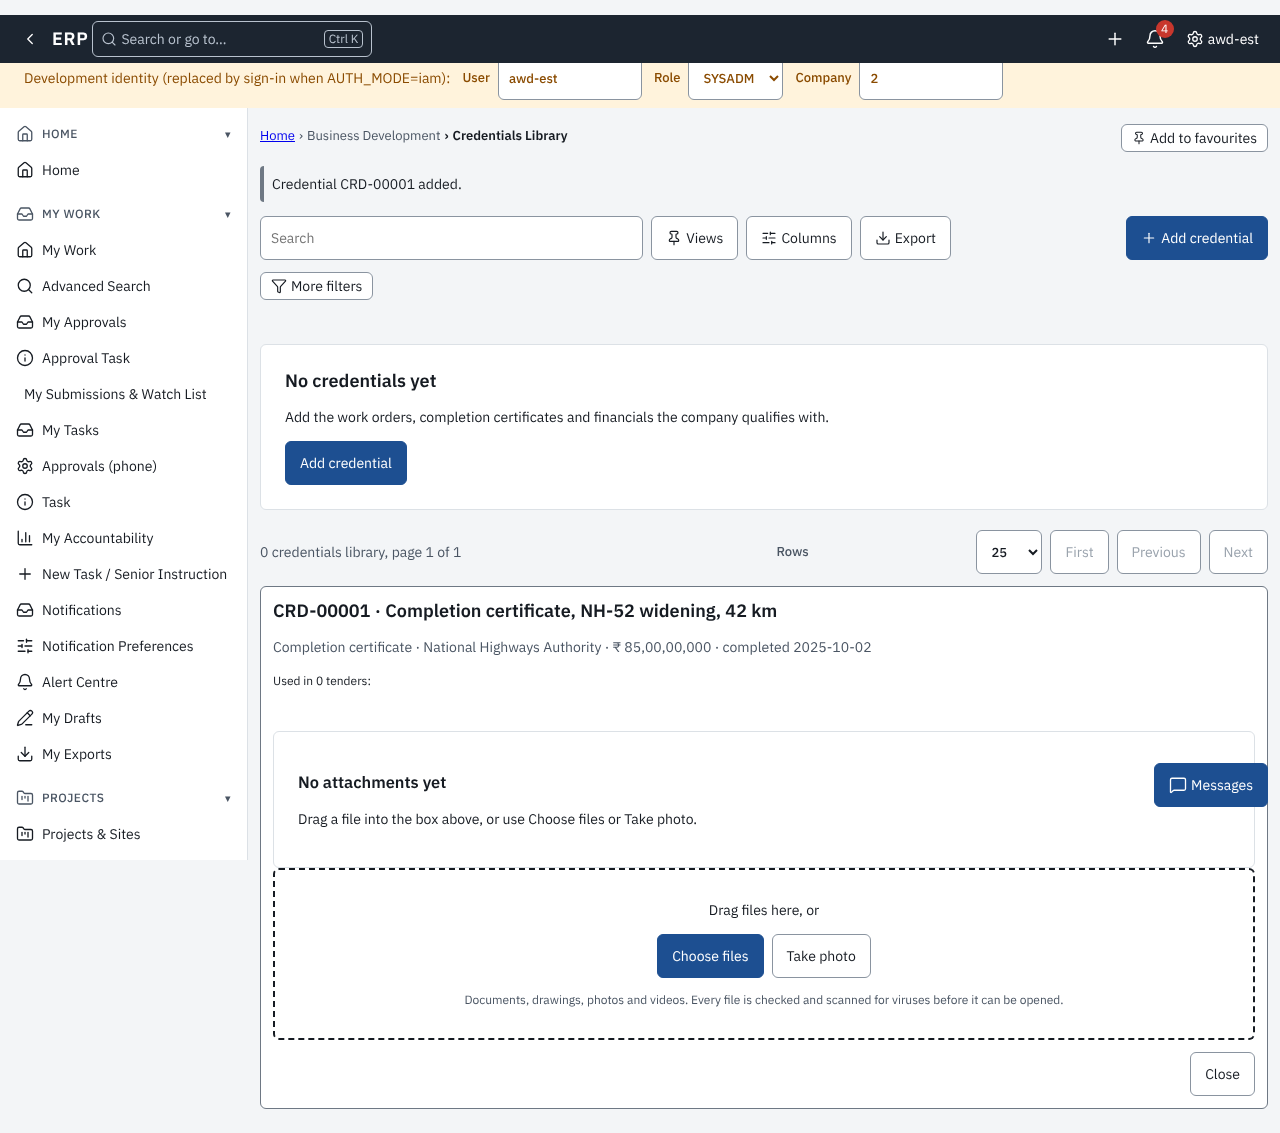 ERP
Search or go to...
Ctrl K
4
awd-est
Development identity (replaced by sign-in when AUTH_MODE=iam):
User
awd-est
Role
SYSADM
Company
2
HOME
Home
MY WORK
My Work
Advanced Search
My Approvals
Approval Task
My Submissions & Watch List
My Tasks
Approvals (phone)
Task
My Accountability
New Task / Senior Instruction
Notifications
Notification Preferences
Alert Centre
My Drafts
My Exports
PROJECTS
Projects & Sites
Home › Business Development › Credentials Library
Add to favourites
Credential CRD-00001 added.
Search
Views
Columns
Export
Add credential
More filters
No credentials yet
Add the work orders, completion certificates and financials the company qualifies with.
Add credential
0 credentials library, page 1 of 1
Rows
25
First
Previous
Next
CRD-00001 · Completion certificate, NH-52 widening, 42 km
Completion certificate · National Highways Authority · ₹ 85,00,00,000 · completed 2025-10-02
Used in 0 tenders:
No attachments yet
Messages
Drag a file into the box above, or use Choose files or Take photo.
Drag files here, or
Choose files
Take photo
Documents, drawings, photos and videos. Every file is checked and scanned for viruses before it can be opened.
Close